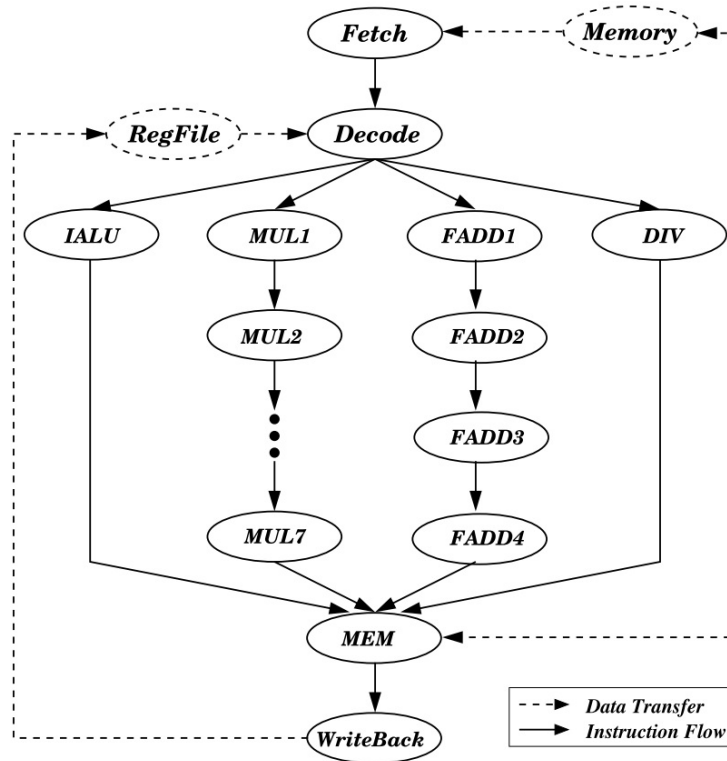 Fetch
Memory
RegFile
Decode
IALU
MUL1
FADD1
DIV
MUL2
FADD2
FADD3
MUL7
FADD4
MEM
WriteBack
Data Transfer
Instruction Flow